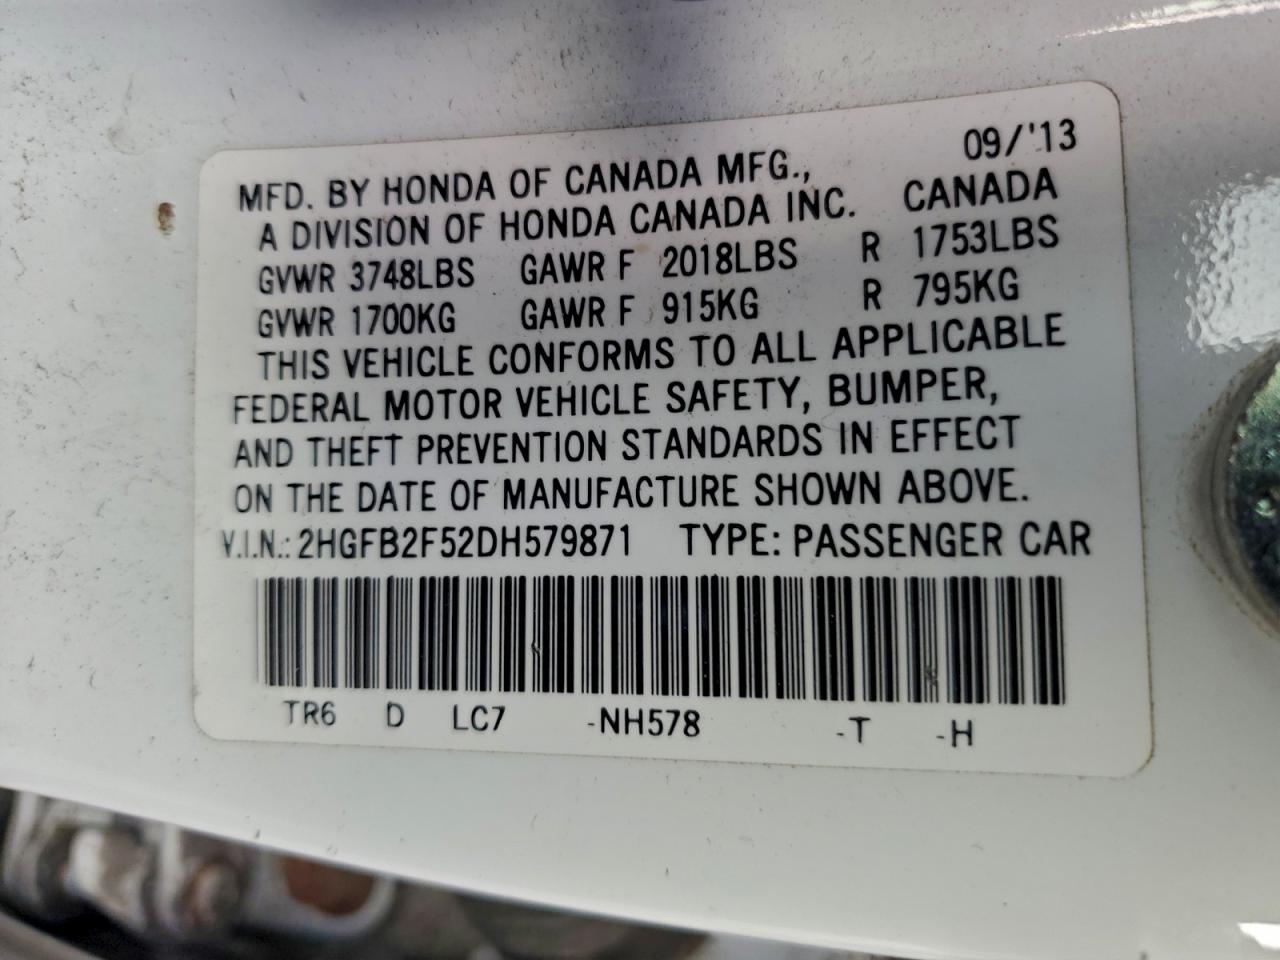 09/'13
MFD. BY HONDA OF CANADA MFG.,
A DIVISION OF HONDA CANADA INC. CANADA
GVWR 3748LBS GAWR F 2018LBS R 1753LBS
GVWR 1700KG GAWR F 915KG R 795KG
THIS VEHICLE CONFORMS TO ALL APPLICABLE
FEDERAL MOTOR VEHICLE SAFETY, BUMPER,
AND THEFT PREVENTION STANDARDS IN EFFECT
ON THE DATE OF MANUFACTURE SHOWN ABOVE.
V.I.N.: 2HGFB2F52DH579871 TYPE: PASSENGER CAR
TR6 D LC7 -NH578 -T -H